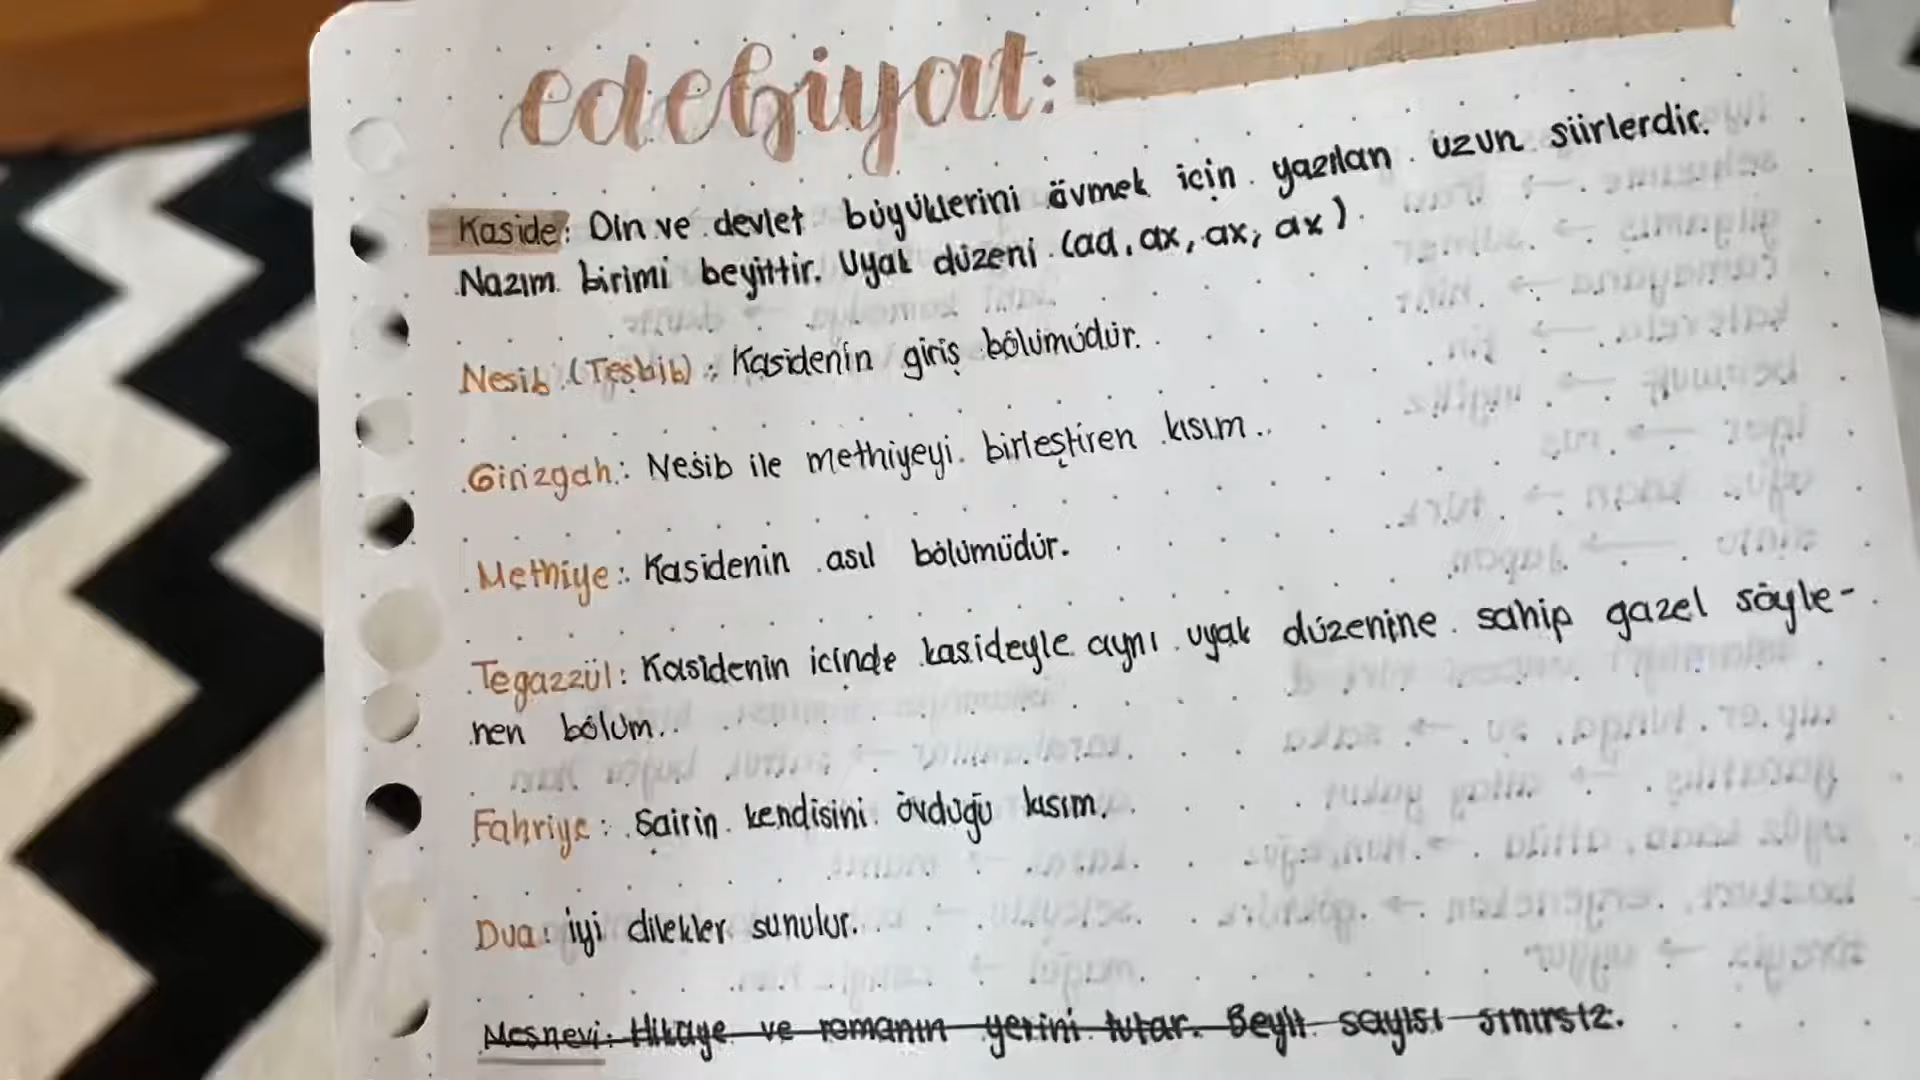 edebiyat:
Kaside: Din ve devlet büyüklerini övmek için yazılan uzun siirlerdir.
Nazım birimi beyittir. Uyak düzeni (aa, ax, ax, ax).
Nesib (Teşbib): Kasidenin giriş bölümüdür.
Girizgah: Nesib ile methiyeyi birleştiren kısım.
Methiye: Kasidenin asıl bölümüdür.
Tegazzül: Kasidenin içinde kasideyle aynı uyak düzenine sahip gazel söyle-
nen bölüm.
Fahriye: Şairin kendisini övdüğü kısım.
Dua: iyi dilekler sunulur.
Mesnevi: Hikaye ve romanın yerini tutar. Beyit sayısı sınırsız.